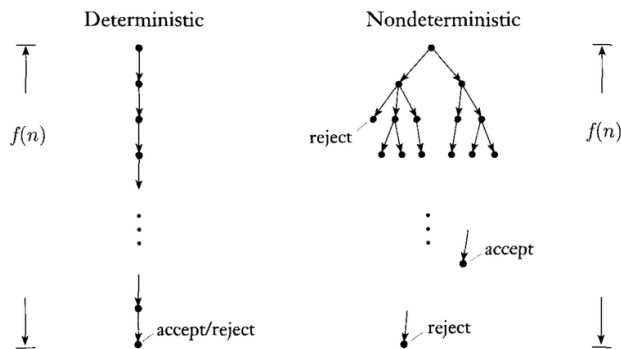 Deterministic
Nondeterministic
f(n)
reject
f(n)
accept
accept/reject
reject